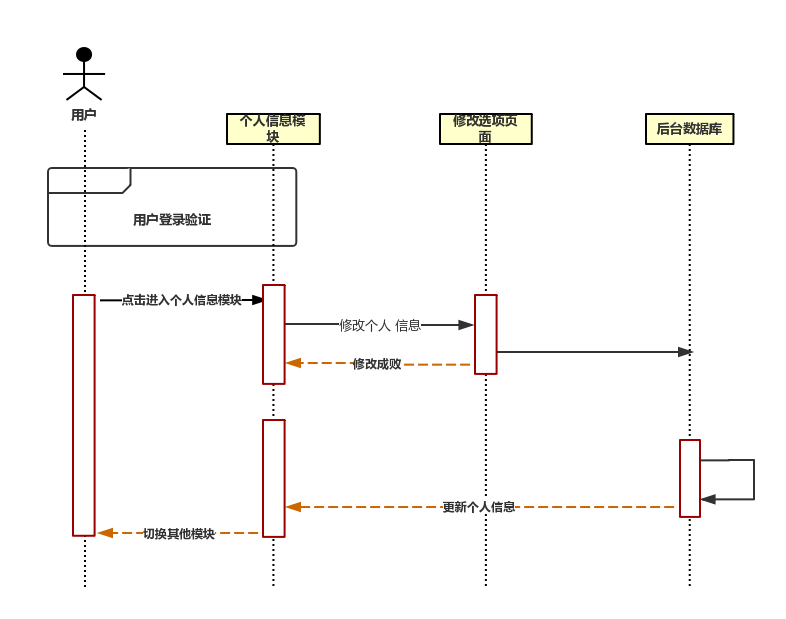 用户
个人信息模
块
修改选项页
面
后台数据库
用户登录验证
点击进入个人信息模块
修改个人 信息
修改成败
更新个人信息
切换其他模块